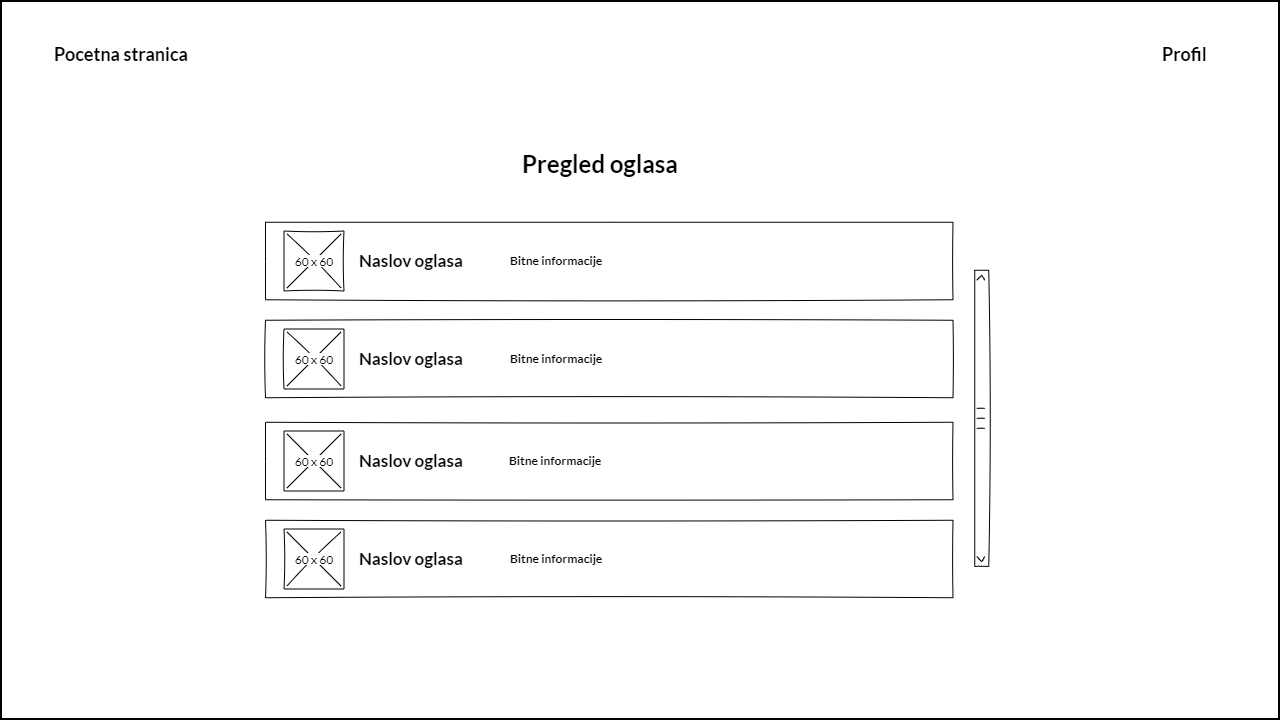 Pocetna stranica
Profil
Pregled oglasa
60 x 60
Naslov oglasa
Bitne informacije
60 x 60
Naslov oglasa
Bitne informacije
60 x 60
Naslov oglasa
Bitne informacije
60 x 60
Naslov oglasa
Bitne informacije